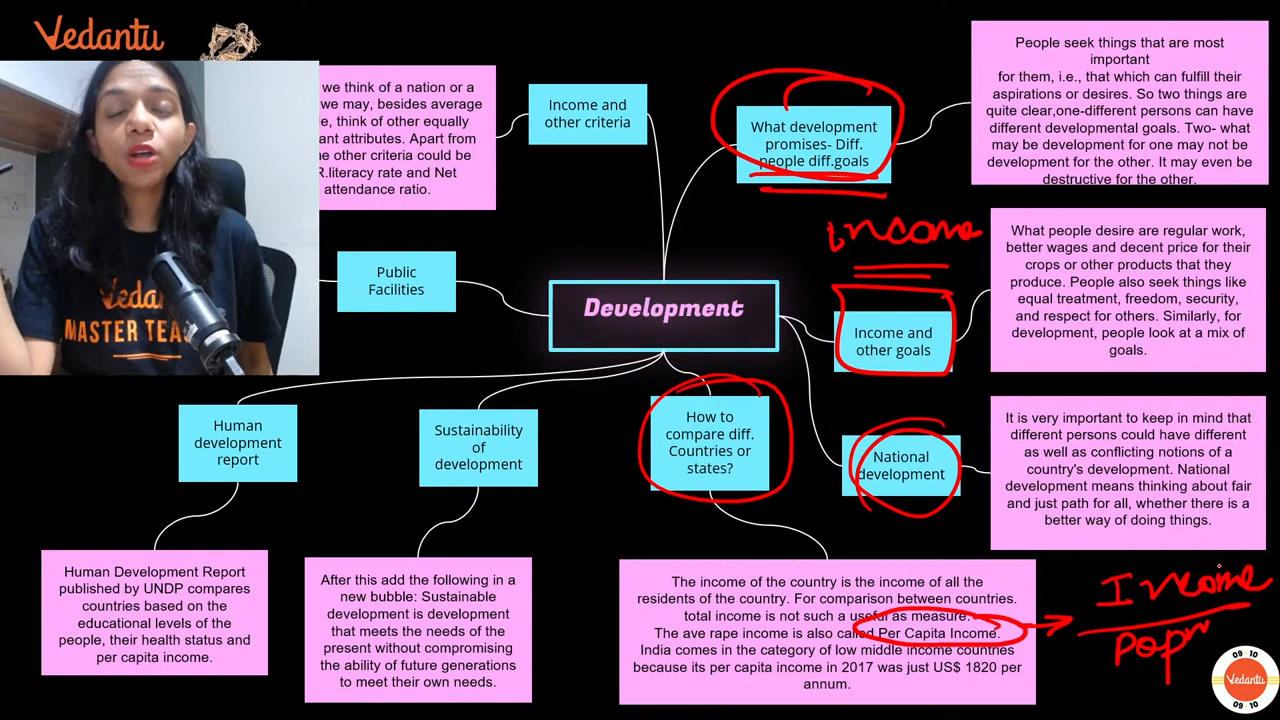 Vedantu
we think of a nation or a
we may, besides average
e, think of other equally
ant attributes. Apart from
ne other criteria could be
R.literacy rate and Net
attendance ratio.
Income and
other criteria
What development
promises- Diff.
people diff.goals
People seek things that are most
important
for them, i.e., that which can fulfill their
aspirations or desires. So two things are
quite clear,one-different persons can have
different developmental goals. Two- what
may be development for one may not be
development for the other. It may even be
destructive for the other.
income
Public
Facilities
Development
Income and
other goals
What people desire are regular work,
better wages and decent price for their
crops or other products that they
produce. People also seek things like
equal treatment, freedom, security,
and respect for others. Similarly, for
development, people look at a mix of
goals.
Vedantu
MASTER TEA
Human
development
report
Sustainability
of
development
How to
compare diff.
Countries or
states?
National
development
It is very important to keep in mind that
different persons could have different
as well as conflicting notions of a
country's development. National
development means thinking about fair
and just path for all, whether there is a
better way of doing things.
Human Development Report
published by UNDP compares
countries based on the
educational levels of the
people, their health status and
per capita income.
After this add the following in a
new bubble: Sustainable
development is development
that meets the needs of the
present without compromising
the ability of future generations
to meet their own needs.
The income of the country is the income of all the
residents of the country. For comparison between countries.
total income is not such a useful as measure.
The ave rape income is also called Per Capita Income.
India comes in the category of low middle income countries
because its per capita income in 2017 was just US$ 1820 per
annum.
Income
Popn
09 10
Vedantu
09 10